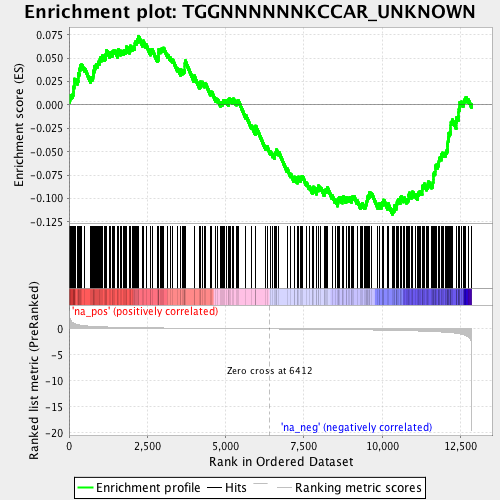 Enrichment plot: TGGNNNNNNKCCAR_UNKNOWN
Enrichment score (ES)
0.075
0.050
0.025
0.000
-0.025
-0.050
-0.075
-0.100
-0.125
'na_pos' (positively correlated)
Ranked list metric (PreRanked)
0
-5
-10
-15
-20
Zero cross at 6412
'na_neg' (negatively correlated)
0
2,500
5,000
7,500
10,000
12,500
Rank in Ordered Dataset
Enrichment profile
Hits
Ranking metric scores